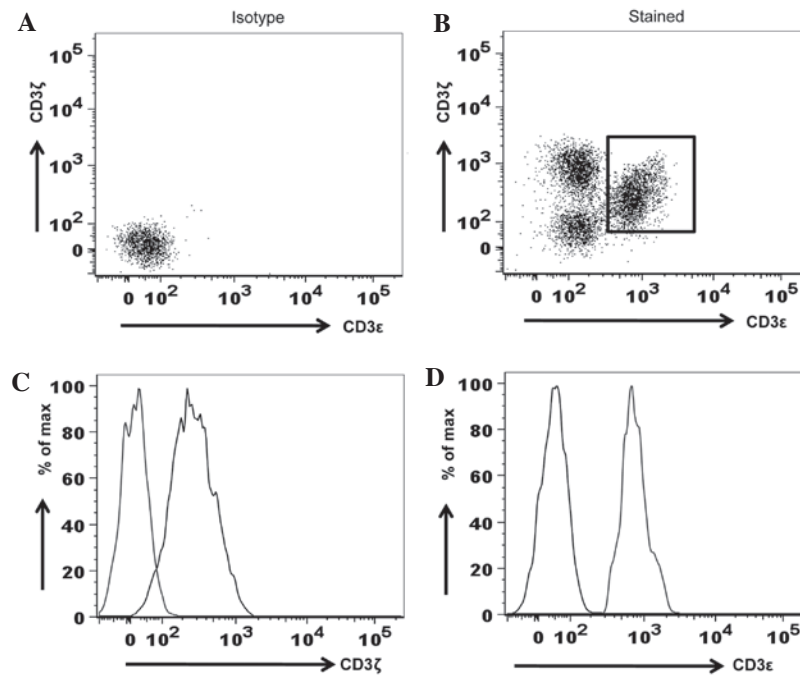 A
Isotype
CD3ζ
10⁵
10⁴
10³
10²
0
0 10² 10³ 10⁴ 10⁵
CD3ε
B
Stained
CD3ζ
10⁵
10⁴
10³
10²
0
0 10² 10³ 10⁴ 10⁵
CD3ε
C
% of max
100
80
60
40
20
0
0 10² 10³ 10⁴ 10⁵
CD3ζ
D
% of max
100
80
60
40
20
0
0 10² 10³ 10⁴ 10⁵
CD3ε